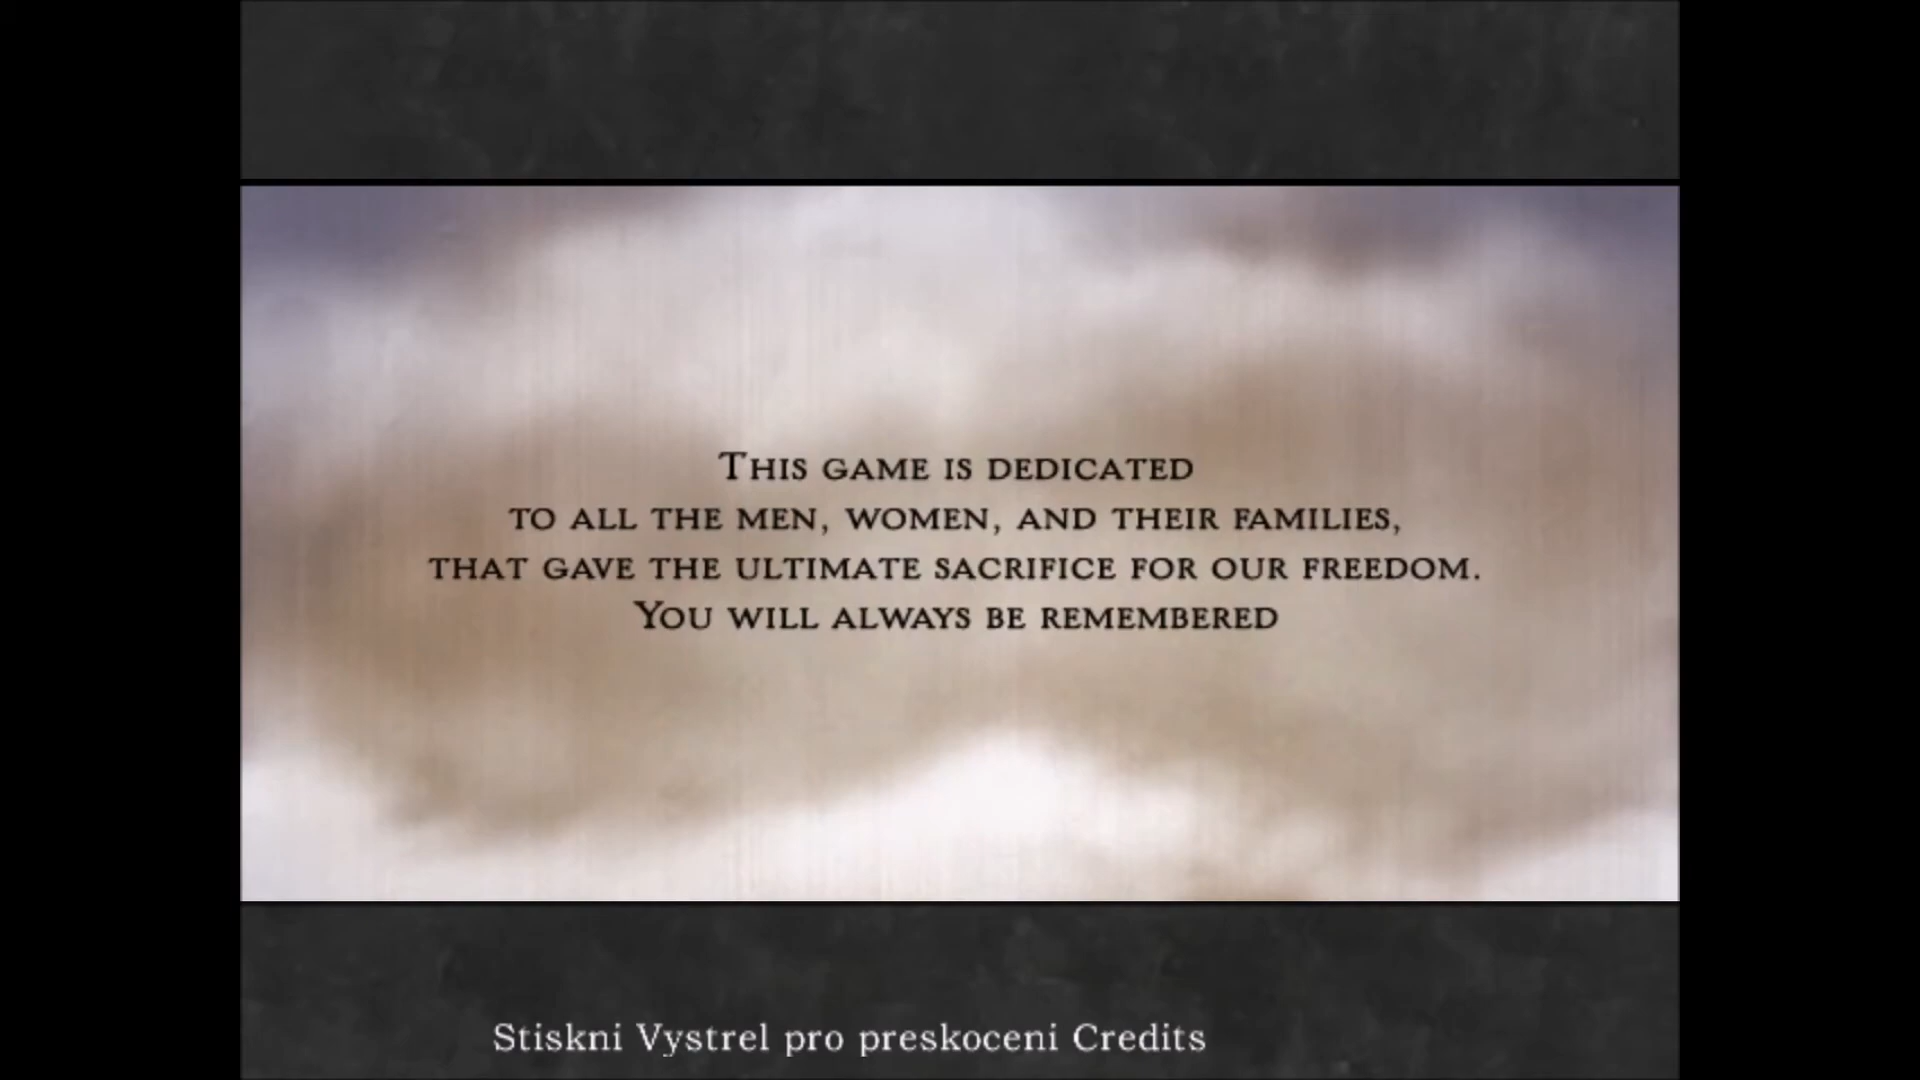 THIS GAME IS DEDICATED
TO ALL THE MEN, WOMEN, AND THEIR FAMILIES,
THAT GAVE THE ULTIMATE SACRIFICE FOR OUR FREEDOM.
YOU WILL ALWAYS BE REMEMBERED
Stiskni Vystrel pro preskoceni Credits